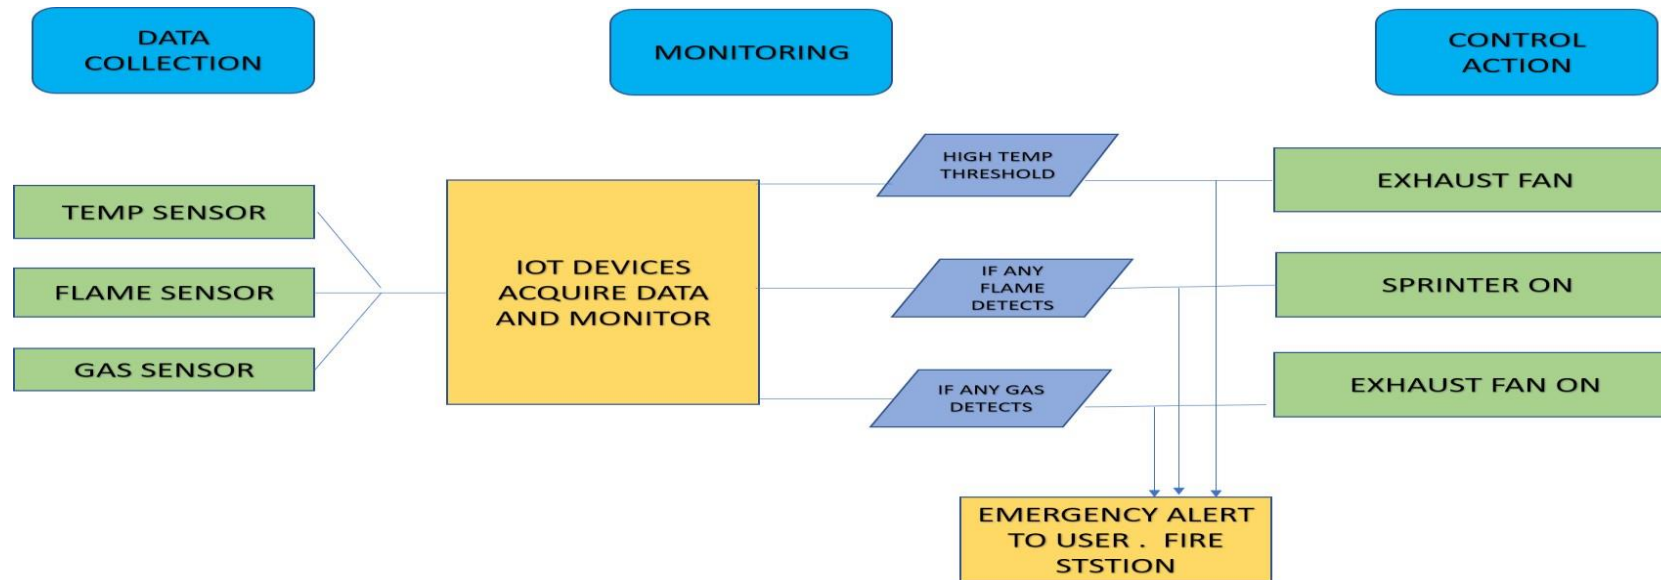 DATA
COLLECTION
MONITORING
CONTROL
ACTION
TEMP SENSOR
FLAME SENSOR
GAS SENSOR
IOT DEVICES
ACQUIRE DATA
AND MONITOR
HIGH TEMP
THRESHOLD
IF ANY
FLAME
DETECTS
IF ANY GAS
DETECTS
EXHAUST FAN
SPRINTER ON
EXHAUST FAN ON
EMERGENCY ALERT
TO USER . FIRE
STSTION